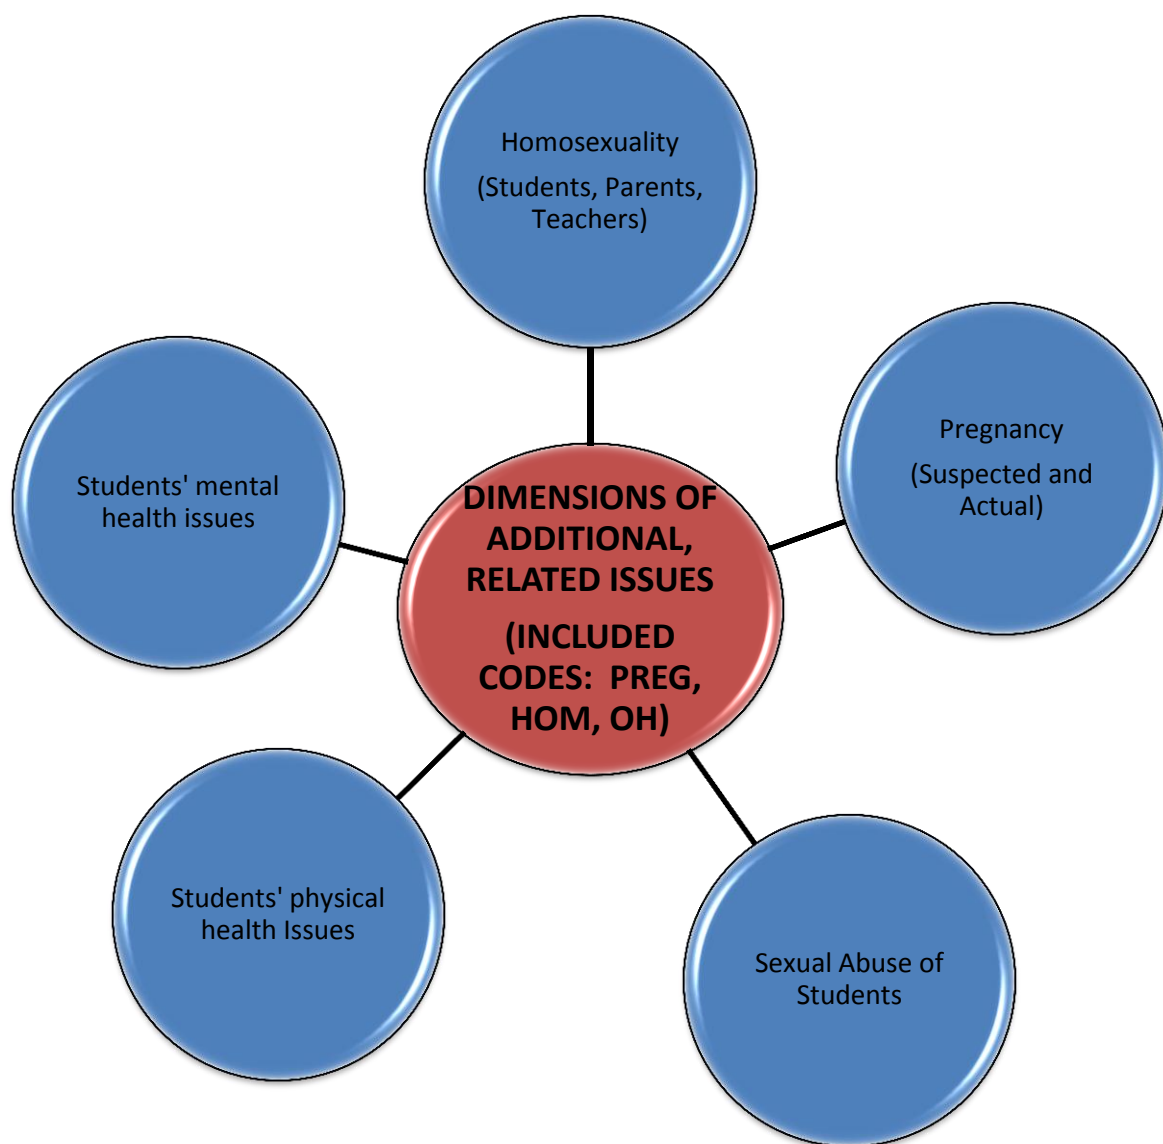 Homosexuality
(Students, Parents,
Teachers)
Pregnancy
(Suspected and
Actual)
Students' mental
health issues
DIMENSIONS OF
ADDITIONAL,
RELATED ISSUES
(INCLUDED
CODES:  PREG,
HOM, OH)
Students' physical
health Issues
Sexual Abuse of
Students